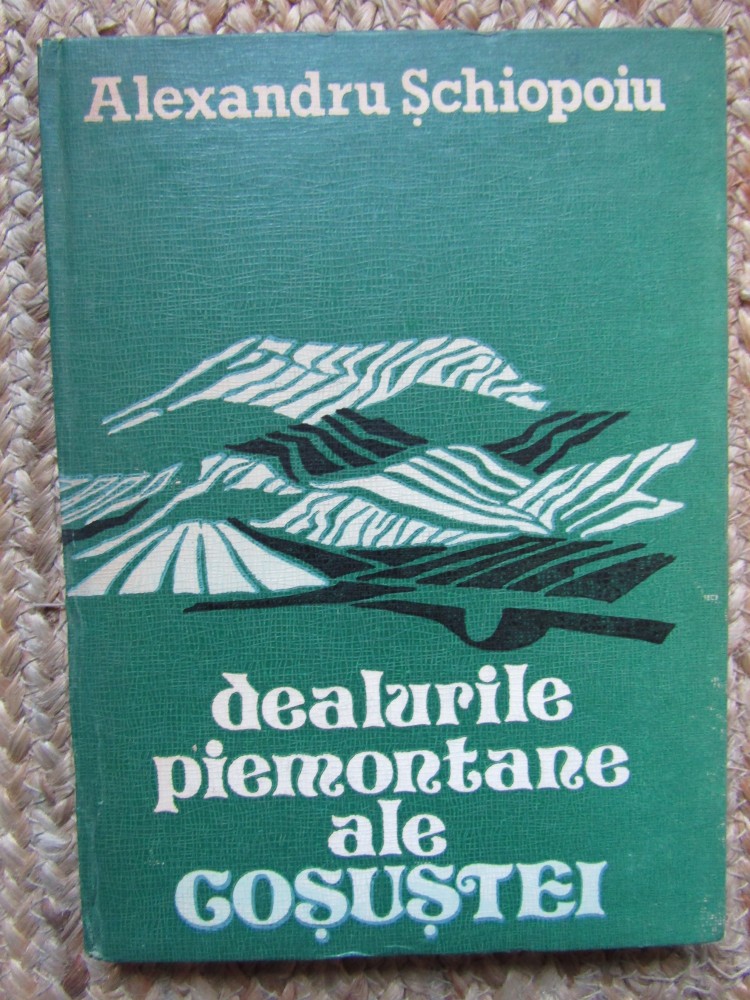 Alexandru Șchiopoiu
dealurile
piemontane
ale
COȘUȘTEI